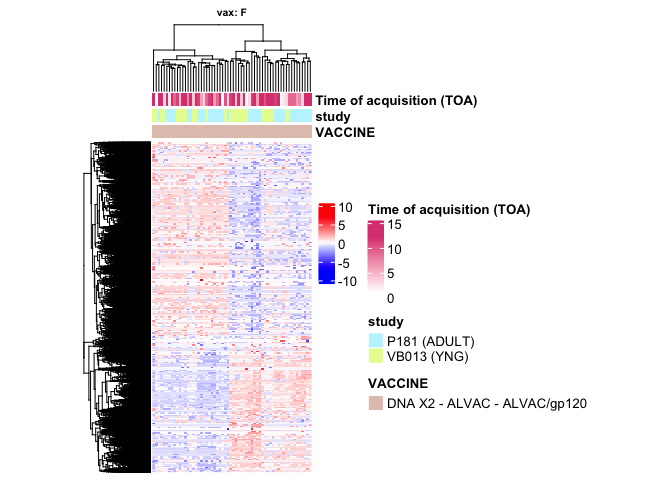 vax: F
Time of acquisition (TOA)
study
VACCINE
10
5
0
-5
-10
Time of acquisition (TOA)
15
10
5
0
study
P181 (ADULT)
VB013 (YNG)
VACCINE
DNA X2 - ALVAC - ALVAC/gp120